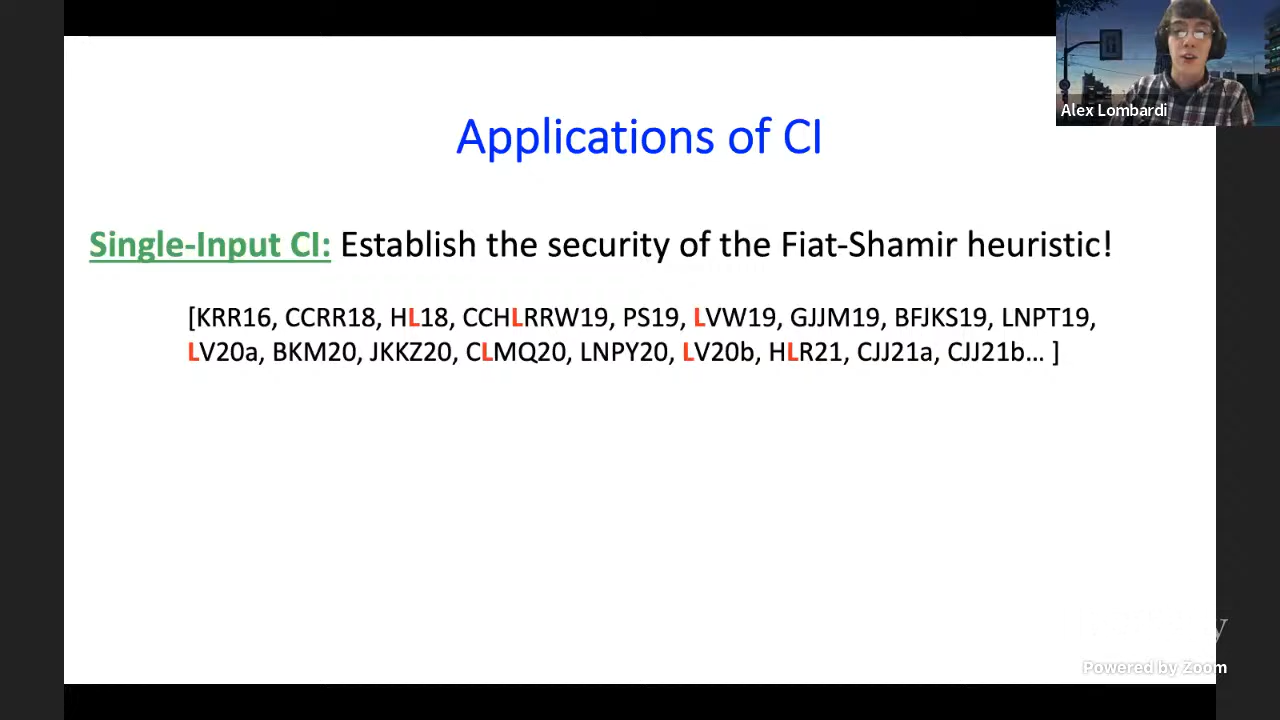 Alex Lombardi
Applications of CI
Single-Input CI: Establish the security of the Fiat-Shamir heuristic!
[KRR16, CCRR18, HL18, CCHLRRW19, PS19, LVW19, GJJM19, BFJKS19, LNPT19,
LV20a, BKM20, JKKZ20, CLMQ20, LNPY20, LV20b, HLR21, CJJ21a, CJJ21b... ]
Powered by Zoom